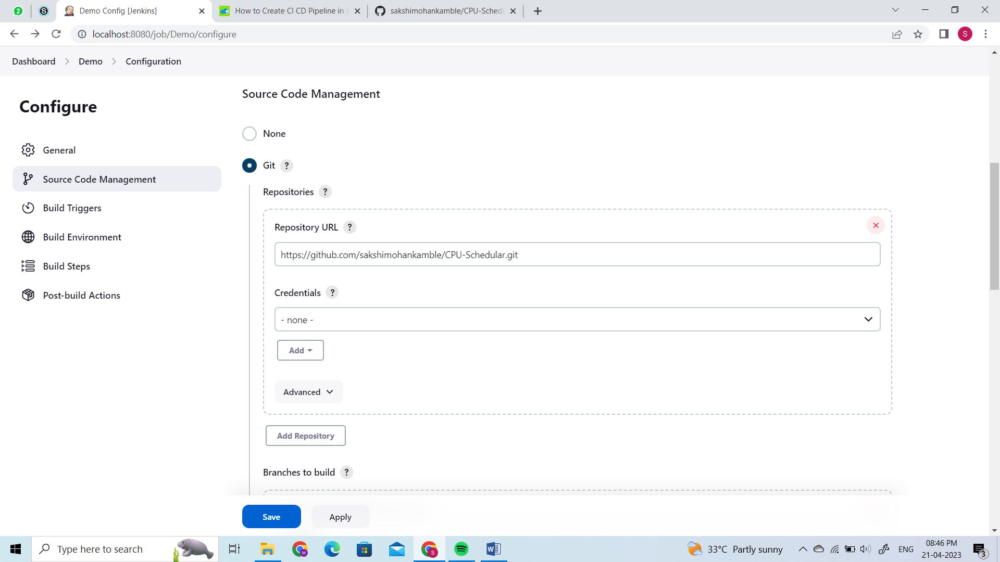 2
S
Demo Config [Jenkins]
How to Create CI CD Pipeline in J
sakshimohankamble/CPU-Schedu
localhost:8080/job/Demo/configure
S
Dashboard
Demo
Configuration
Configure
General
Source Code Management
Build Triggers
Build Environment
Build Steps
Post-build Actions
Source Code Management
None
Git ?
Repositories ?
Repository URL ?
https://github.com/sakshimohankamble/CPU-Schedular.git
Credentials ?
- none -
Add
Advanced
Add Repository
Branches to build ?
Save
Apply
Type here to search
M
S
W
33°C Partly sunny
ENG
08:46 PM
21-04-2023
3